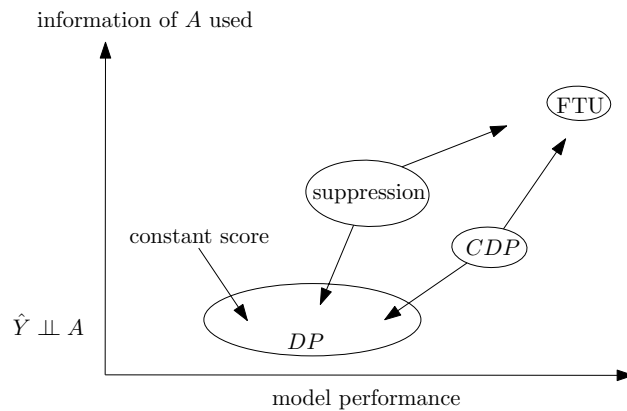 information of A used
FTU
suppression
constant score
CDP
Ŷ ⫫ A
DP
model performance